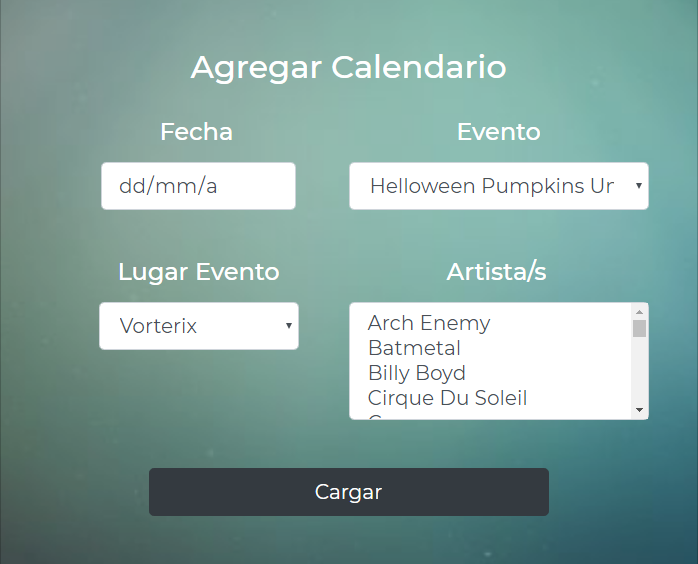 Agregar Calendario
Fecha
Evento
dd/mm/a
Helloween Pumpkins Ur
Lugar Evento
Artista/s
Vorterix
Arch Enemy
Batmetal
Billy Boyd
Cirque Du Soleil
Cargar